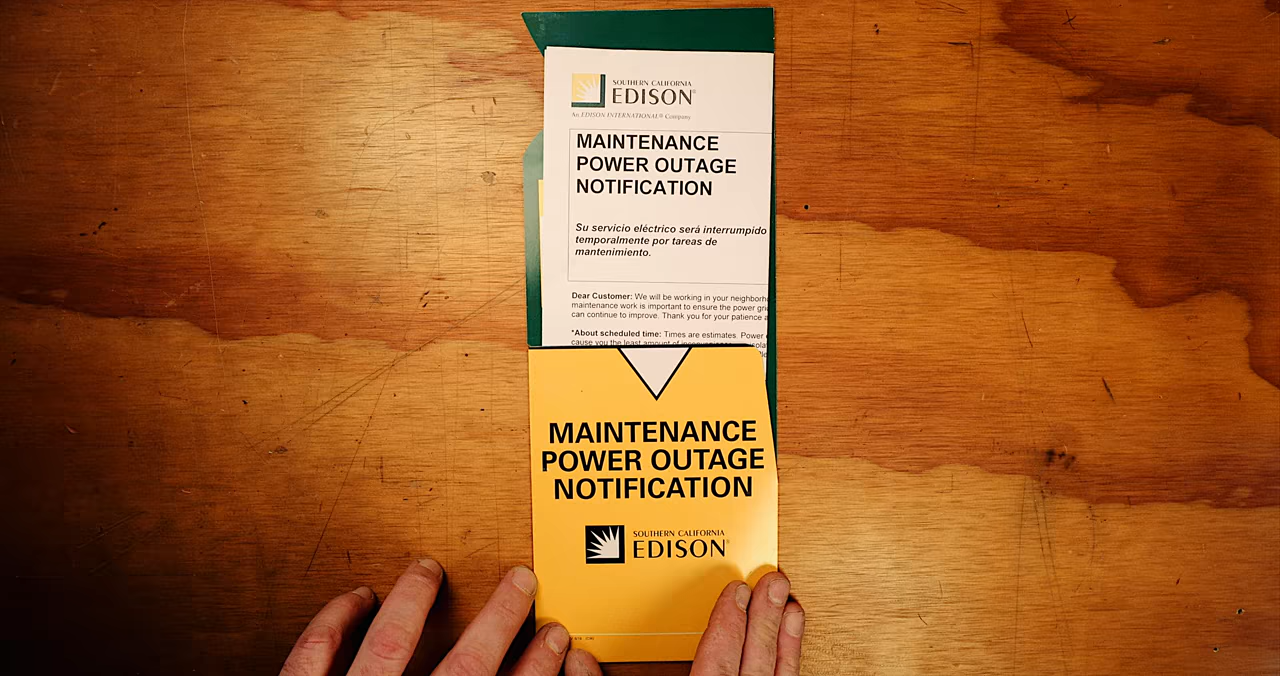 SOUTHERN CALIFORNIA
EDISON®
An EDISON INTERNATIONAL® Company
MAINTENANCE
POWER OUTAGE
NOTIFICATION
Su servicio eléctrico será interrumpido
temporalmente por tareas de
mantenimiento.
Dear Customer: We will be working in your neighborh
maintenance work is important to ensure the power gri
can continue to improve. Thank you for your patience a
*About scheduled time: Times are estimates. Power
cause you the least amount of
MAINTENANCE
POWER OUTAGE
NOTIFICATION
SOUTHERN CALIFORNIA
EDISON®